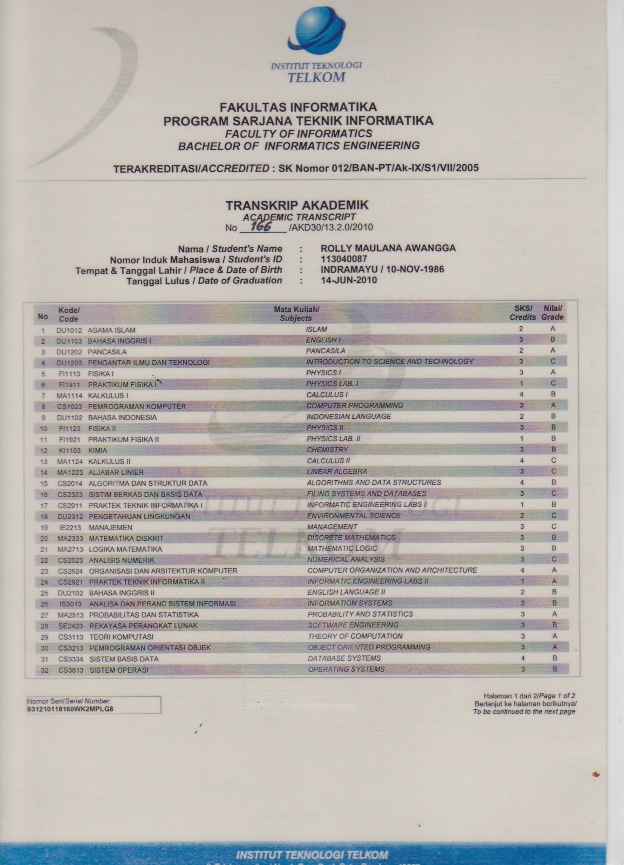 INSTITUT TEKNOLOGI
TELKOM
FAKULTAS INFORMATIKA
PROGRAM SARJANA TEKNIK INFORMATIKA
FACULTY OF INFORMATICS
BACHELOR OF INFORMATICS ENGINEERING
TERAKREDITASI/ACCREDITED : SK Nomor 012/BAN-PT/Ak-IX/S1/VII/2005
TRANSKRIP AKADEMIK
ACADEMIC TRANSCRIPT
No 166 /AKD30/13.2.0/2010
Nama / Student's Name : ROLLY MAULANA AWANGGA
Nomor Induk Mahasiswa / Student's ID : 113040087
Tempat & Tanggal Lahir / Place & Date of Birth : INDRAMAYU / 10-NOV-1986
Tanggal Lulus / Date of Graduation : 14-JUN-2010
No Kode/ Code Mata Kuliah/ Subjects SKS/ Credits Nilai/ Grade
1 DU1012 AGAMA ISLAM ISLAM 2 A
2 DU1103 BAHASA INGGRIS I ENGLISH I 3 B
3 DU1202 PANCASILA PANCASILA 2 A
4 DU1203 PENGANTAR ILMU DAN TEKNOLOGI INTRODUCTION TO SCIENCE AND TECHNOLOGY 3 C
5 FI1113 FISIKA I PHYSICS I 3 A
6 FI1911 PRAKTIKUM FISIKA I PHYSICS LAB. I 1 C
7 MA1114 KALKULUS I CALCULUS I 4 B
8 CS1023 PEMROGRAMAN KOMPUTER COMPUTER PROGRAMMING 3 A
9 DU1102 BAHASA INDONESIA INDONESIAN LANGUAGE 2 B
10 FI1123 FISIKA II PHYSICS II 3 B
11 FI1921 PRAKTIKUM FISIKA II PHYSICS LAB. II 1 B
12 KI1103 KIMIA CHEMISTRY 3 B
13 MA1124 KALKULUS II CALCULUS II 4 C
14 MA1223 ALJABAR LINIER LINEAR ALGEBRA 3 C
15 CS2014 ALGORITMA DAN STRUKTUR DATA ALGORITHMS AND DATA STRUCTURES 4 B
16 CS2323 SISTIM BERKAS DAN BASIS DATA FILING SYSTEMS AND DATABASES 3 C
17 CS2911 PRAKTEK TEKNIK INFORMATIKA I INFORMATIC ENGINEERING LABS I 1 B
18 DU2312 PENGETAHUAN LINGKUNGAN ENVIRONMENTAL SCIENCE 2 C
19 IE2213 MANAJEMEN MANAGEMENT 3 C
20 MA2333 MATEMATIKA DISKRIT DISCRETE MATHEMATICS 3 B
21 MA2713 LOGIKA MATEMATIKA MATHEMATIC LOGIC 3 B
22 CS2023 ANALISIS NUMERIK NUMERICAL ANALYSIS 3 C
23 CS2624 ORGANISASI DAN ARSITEKTUR KOMPUTER COMPUTER ORGANIZATION AND ARCHITECTURE 4 A
24 CS2921 PRAKTEK TEKNIK INFORMATIKA II INFORMATIC ENGINEERING LABS II 1 A
25 DU2102 BAHASA INGGRIS II ENGLISH LANGUAGE II 2 B
26 IS3013 ANALISA DAN PERANC SISTEM INFORMASI INFORMATION SYSTEMS 3 B
27 MA2513 PROBABILITAS DAN STATISTIKA PROBABILITY AND STATISTICS 3 A
28 SE2423 REKAYASA PERANGKAT LUNAK SOFTWARE ENGINEERING 3 B
29 CS3113 TEORI KOMPUTASI THEORY OF COMPUTATION 3 A
30 CS3213 PEMROGRAMAN ORIENTASI OBJEK OBJECT ORIENTED PROGRAMMING 3 A
31 CS3334 SISTEM BASIS DATA DATABASE SYSTEMS 4 B
32 CS3613 SISTEM OPERASI OPERATING SYSTEMS 3 B
INSTITUT TEKNOLOGI
TELKOM
Nomor Seri/Serial Number:
831210118160WK2MPLG8
Halaman 1 dari 2/Page 1 of 2
Berlanjut ke halaman berikutnya/
To be continued to the next page
INSTITUT TEKNOLOGI TELKOM